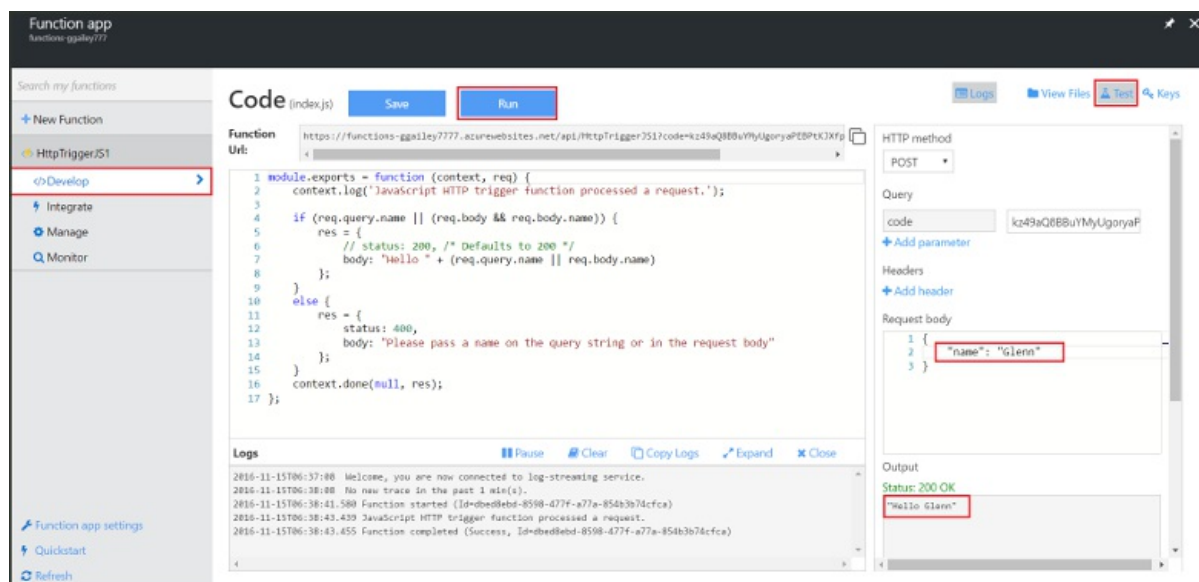 Function app
functions-ggailey777
Search my functions
+ New Function
HttpTriggerJS1
</> Develop
Integrate
Manage
Monitor
Function app settings
Quickstart
Refresh
Code (index.js)
Save
Run
Logs
View Files
Test
Keys
Function Url:
https://functions-ggailey7777.azurewebsites.net/api/HttpTriggerJS1?code=
1 module.exports = function (context, req) {
2 context.log('JavaScript HTTP trigger function processed a request.');
3
4 if (req.query.name || (req.body && req.body.name)) {
5 res = {
6 // status: 200, /* Defaults to 200 */
7 body: "Hello " + (req.query.name || req.body.name)
8 };
9 }
10 else {
11 res = {
12 status: 400,
13 body: "Please pass a name on the query string or in the request body"
14 };
15 }
16 context.done(null, res);
17 };
Logs
Pause
Clear
Copy Logs
Expand
Close
2016-11-15T06:37:08 Welcome, you are now connected to log-streaming service.
2016-11-15T06:38:08 No new trace in the past 1 min(s).
2016-11-15T06:38:41.580 Function started (Id=dbed8ebd-8598-477f-a77a-854b3b74cfca)
2016-11-15T06:38:43.439 JavaScript HTTP trigger function processed a request.
2016-11-15T06:38:43.455 Function completed (Success, Id=dbed8ebd-8598-477f-a77a-854b3b74cfca)
HTTP method
POST
Query
code
+ Add parameter
Headers
+ Add header
Request body
1 {
2 "name": "Glenn"
3 }
Output
Status: 200 OK
"Hello Glenn"